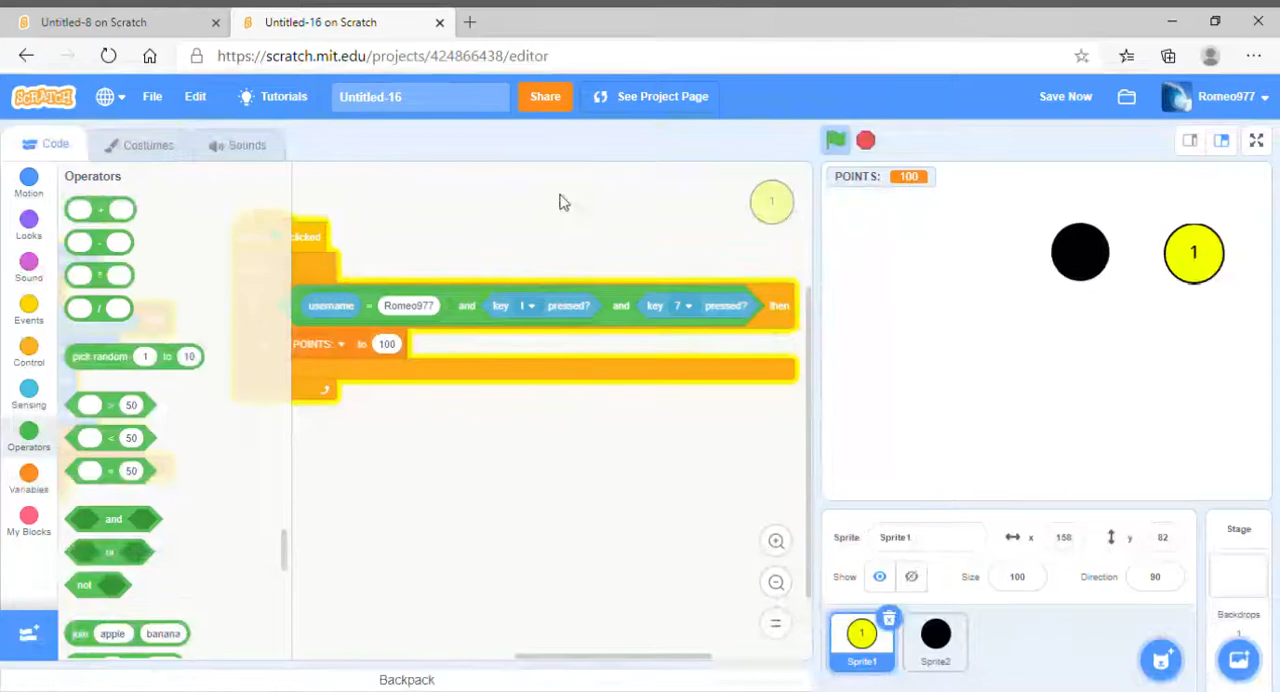 Untitled-8 on Scratch
Untitled-16 on Scratch
https://scratch.mit.edu/projects/424866438/editor
SCRATCH File Edit Tutorials Untitled-16 Share See Project Page Save Now Romeo977
Code Costumes Sounds
Motion
Looks
Sound
Events
Control
Sensing
Operators
Variables
My Blocks
Operators
+
-
*
/
pick random 1 to 10
> 50
< 50
= 50
and
or
not
join apple banana
clicked
username = Romeo977 and key pressed? and key 7 pressed? then
POINTS: to 100
1
POINTS: 100
1
Sprite Sprite1 x 158 y 82
Show Size 100 Direction 90
1
Sprite1
Sprite2
Stage
Backdrops
1
Backpack